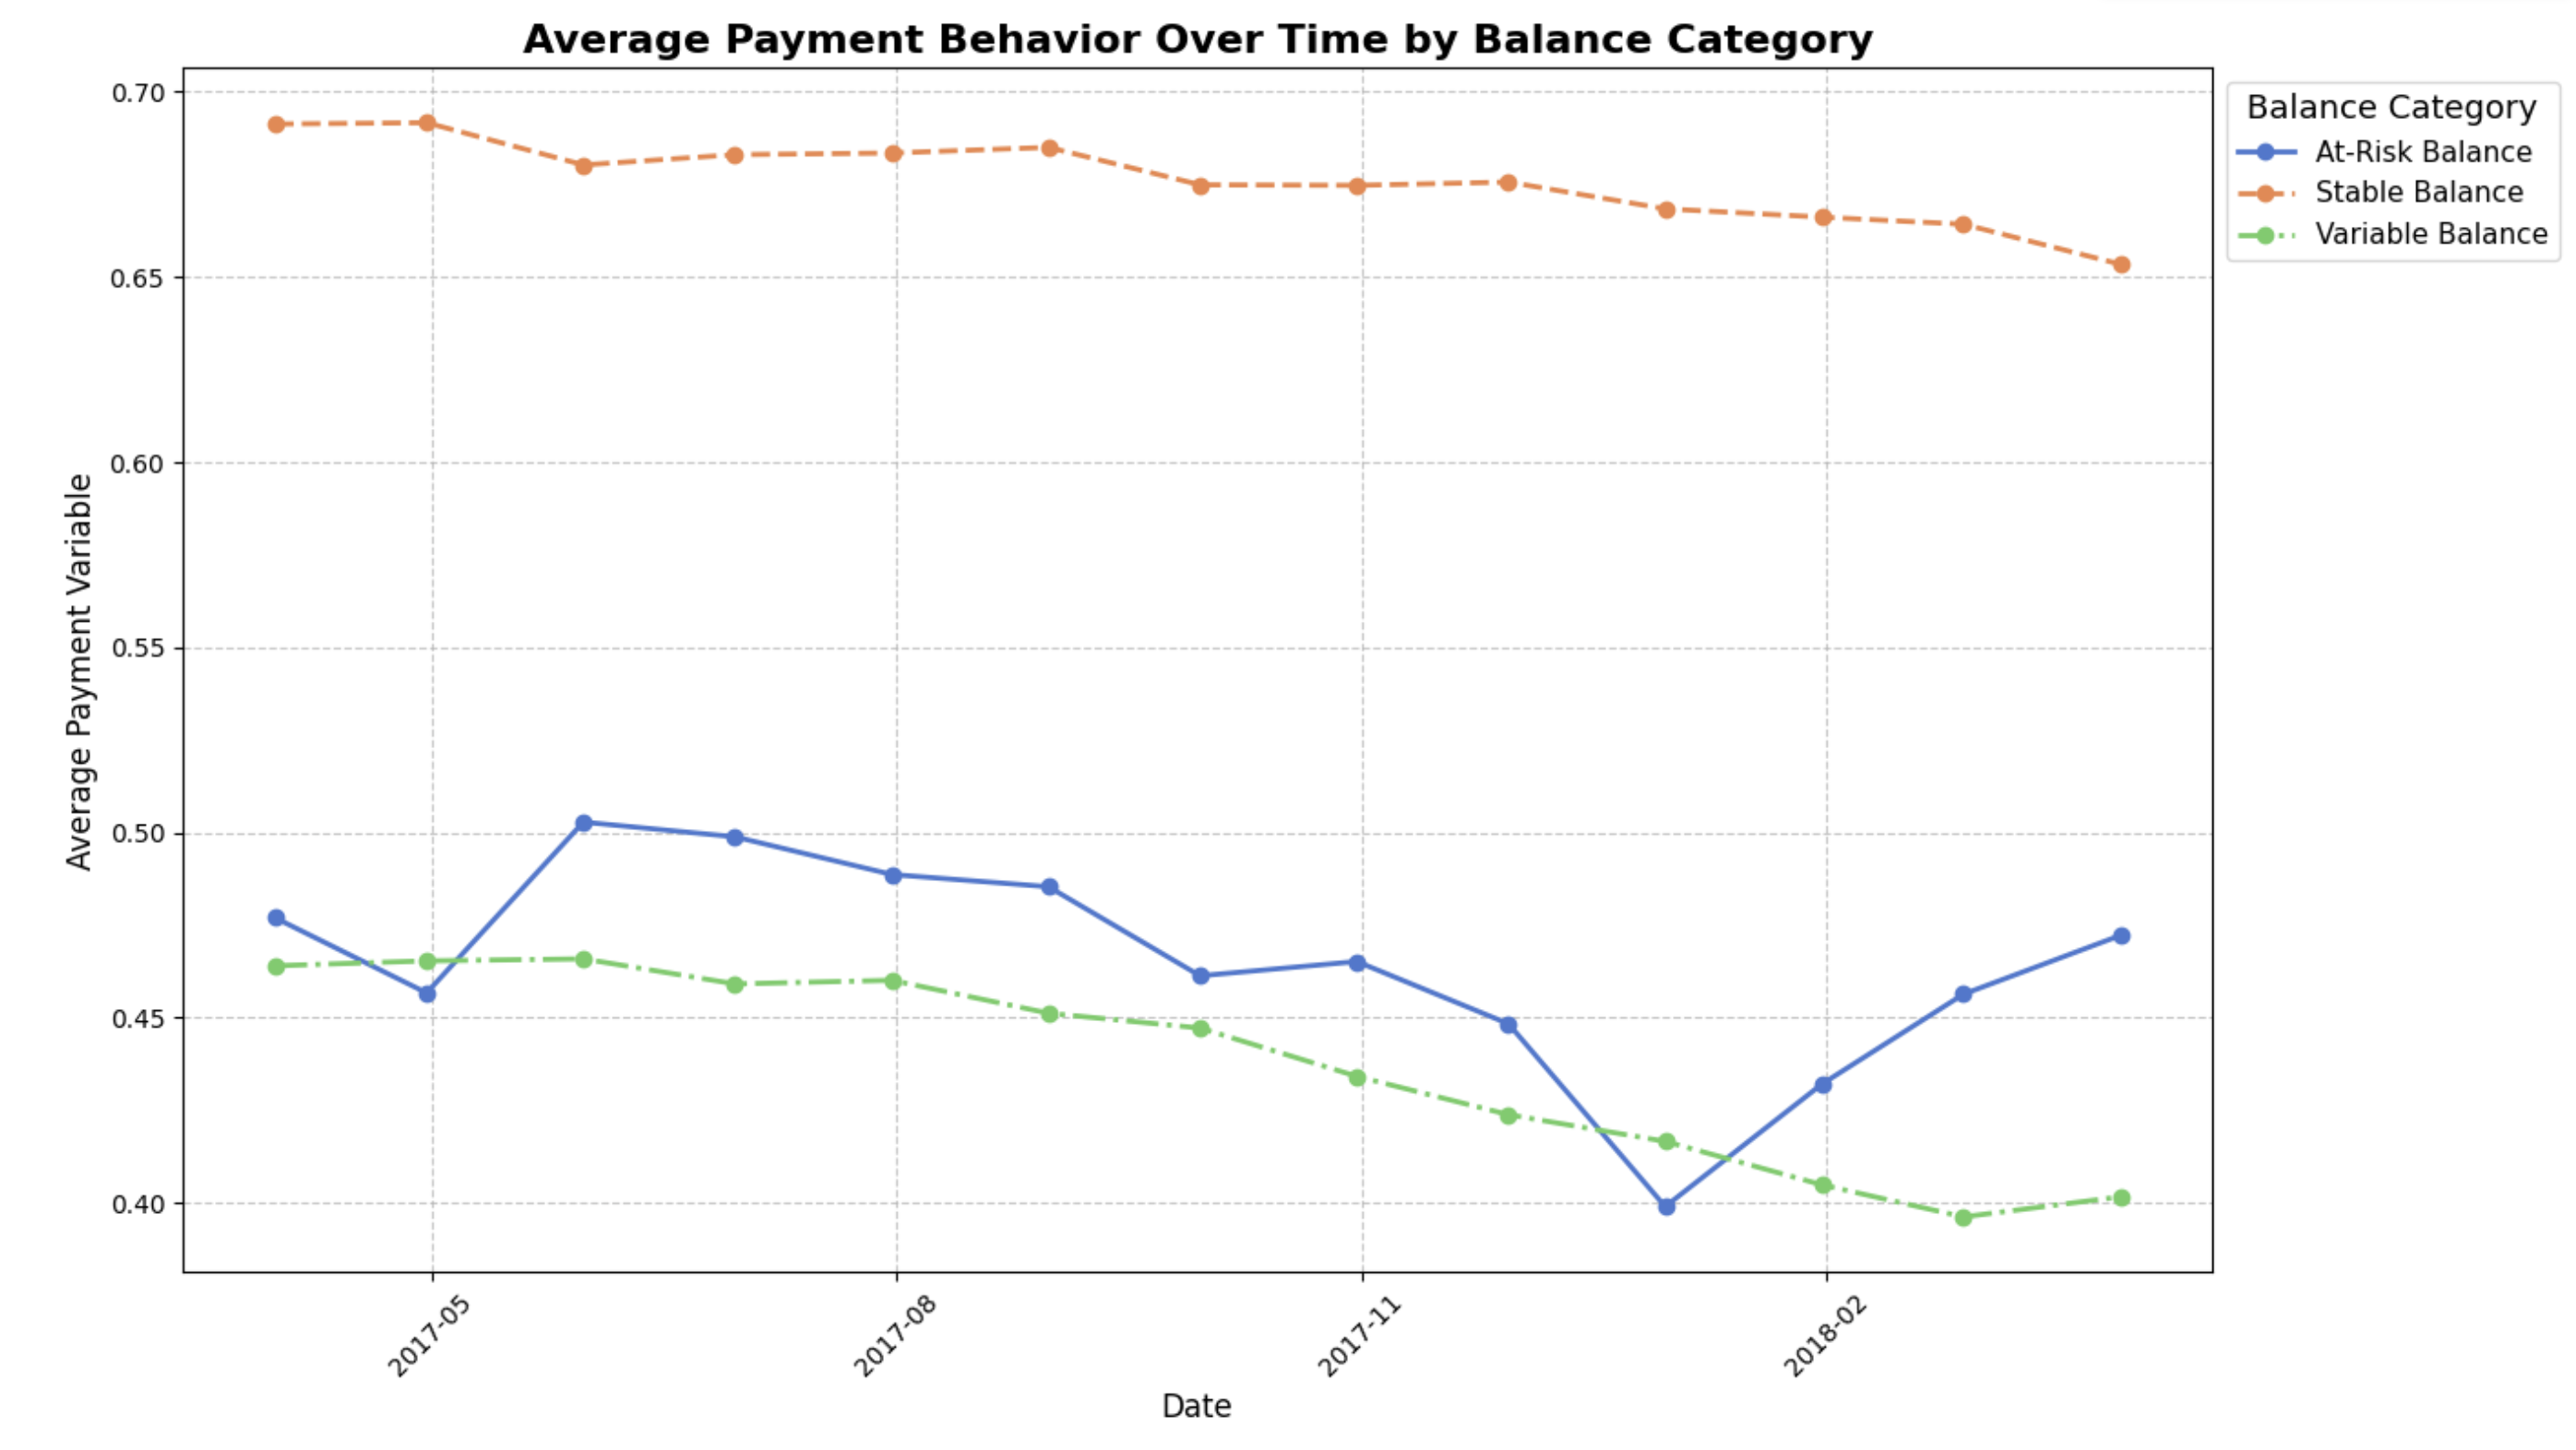 Average Payment Behavior Over Time by Balance Category
Balance Category
At-Risk Balance
Stable Balance
Variable Balance
Average Payment Variable
0.70
0.65
0.60
0.55
0.50
0.45
0.40
2017-05
2017-08
2017-11
2018-02
Date